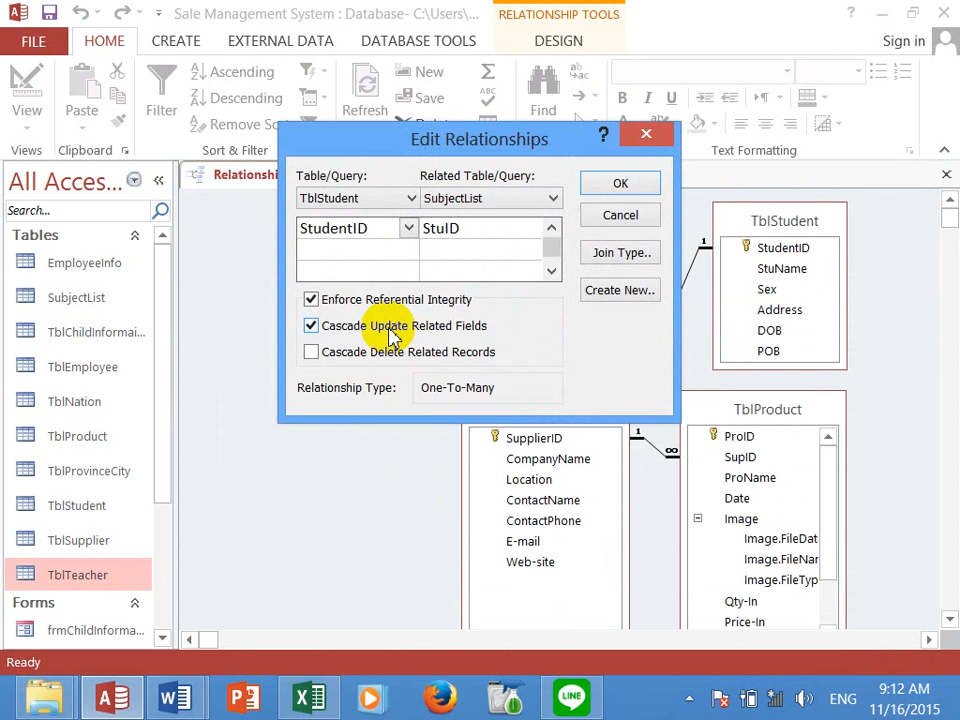 Sale Management System : Database- C:\Users\...
RELATIONSHIP TOOLS
?
FILE
HOME
CREATE
EXTERNAL DATA
DATABASE TOOLS
DESIGN
Sign in
View
Paste
Filter
Ascending
Descending
Remove
Refresh
New
Save
Find
B I U
Views
Clipboard
Sort & Filter
Text Formatting
All Acces...
Search...
Tables
EmployeeInfo
SubjectList
TblChildInformai...
TblEmployee
TblNation
TblProduct
TblProvinceCity
TblStudent
TblSupplier
TblTeacher
Forms
frmChildInforma...
Edit Relationships
?
Table/Query:
Related Table/Query:
TblStudent
SubjectList
StudentID
StuID
OK
Cancel
Join Type..
Create New..
Enforce Referential Integrity
Cascade Update Related Fields
Cascade Delete Related Records
Relationship Type:
One-To-Many
1
TblStudent
StudentID
StuName
Sex
Address
DOB
POB
SupplierID
CompanyName
Location
ContactName
ContactPhone
E-mail
Web-site
1
∞
TblProduct
ProID
SupID
ProName
Date
Image
Image.FileDat
Image.FileNar
Image.FileTyp
Qty-In
Price-In
Ready
ENG
9:12 AM
11/16/2015
LINE